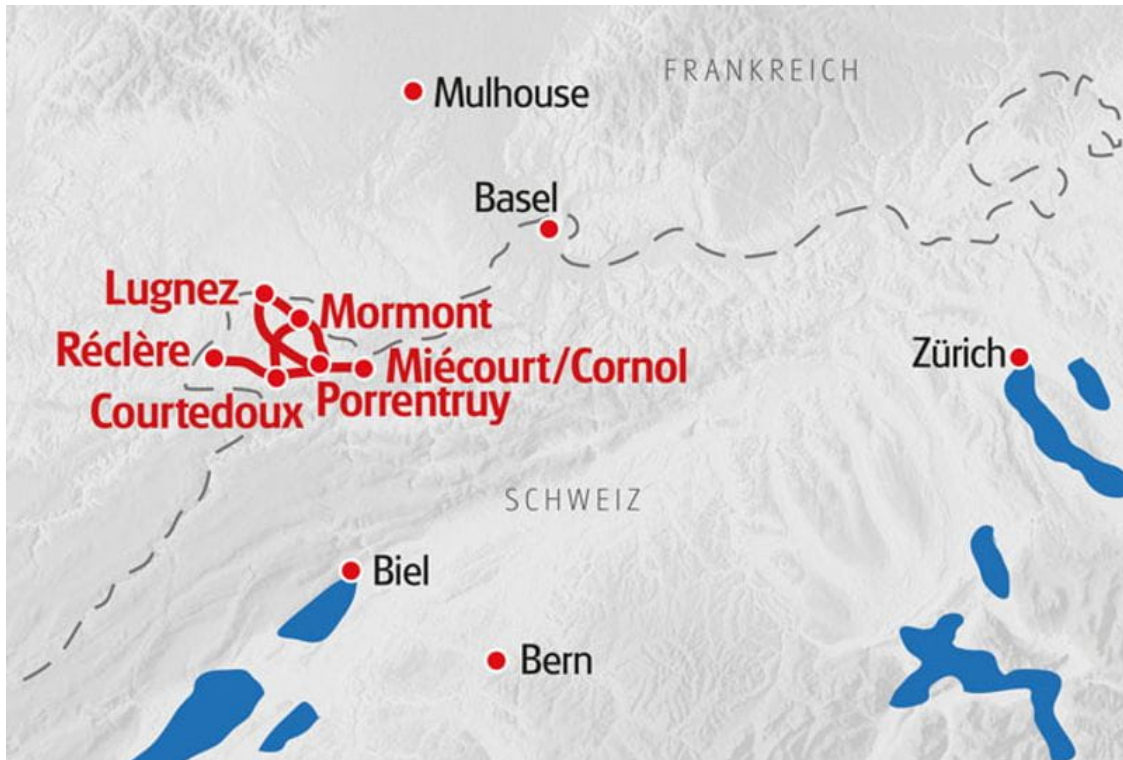 FRANKREICH
Mulhouse
Basel
Lugnez
Mormont
Réclère
Miécourt/Cornol
Zürich
Courtedoux
Porrentruy
SCHWEIZ
Biel
Bern